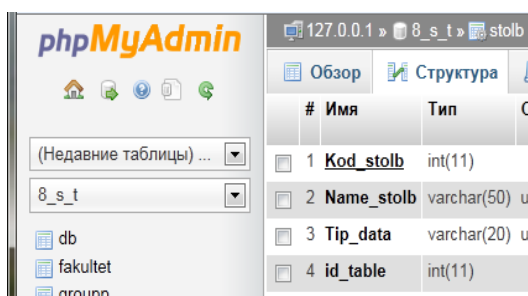 phpMyAdmin
(Недавние таблицы) ...
8_s_t
db
fakultet
groupp
127.0.0.1 » 8_s_t » stolb
Обзор Структура
# Имя Тип
1 Kod_stolb int(11)
2 Name_stolb varchar(50)
3 Tip_data varchar(20)
4 id_table int(11)